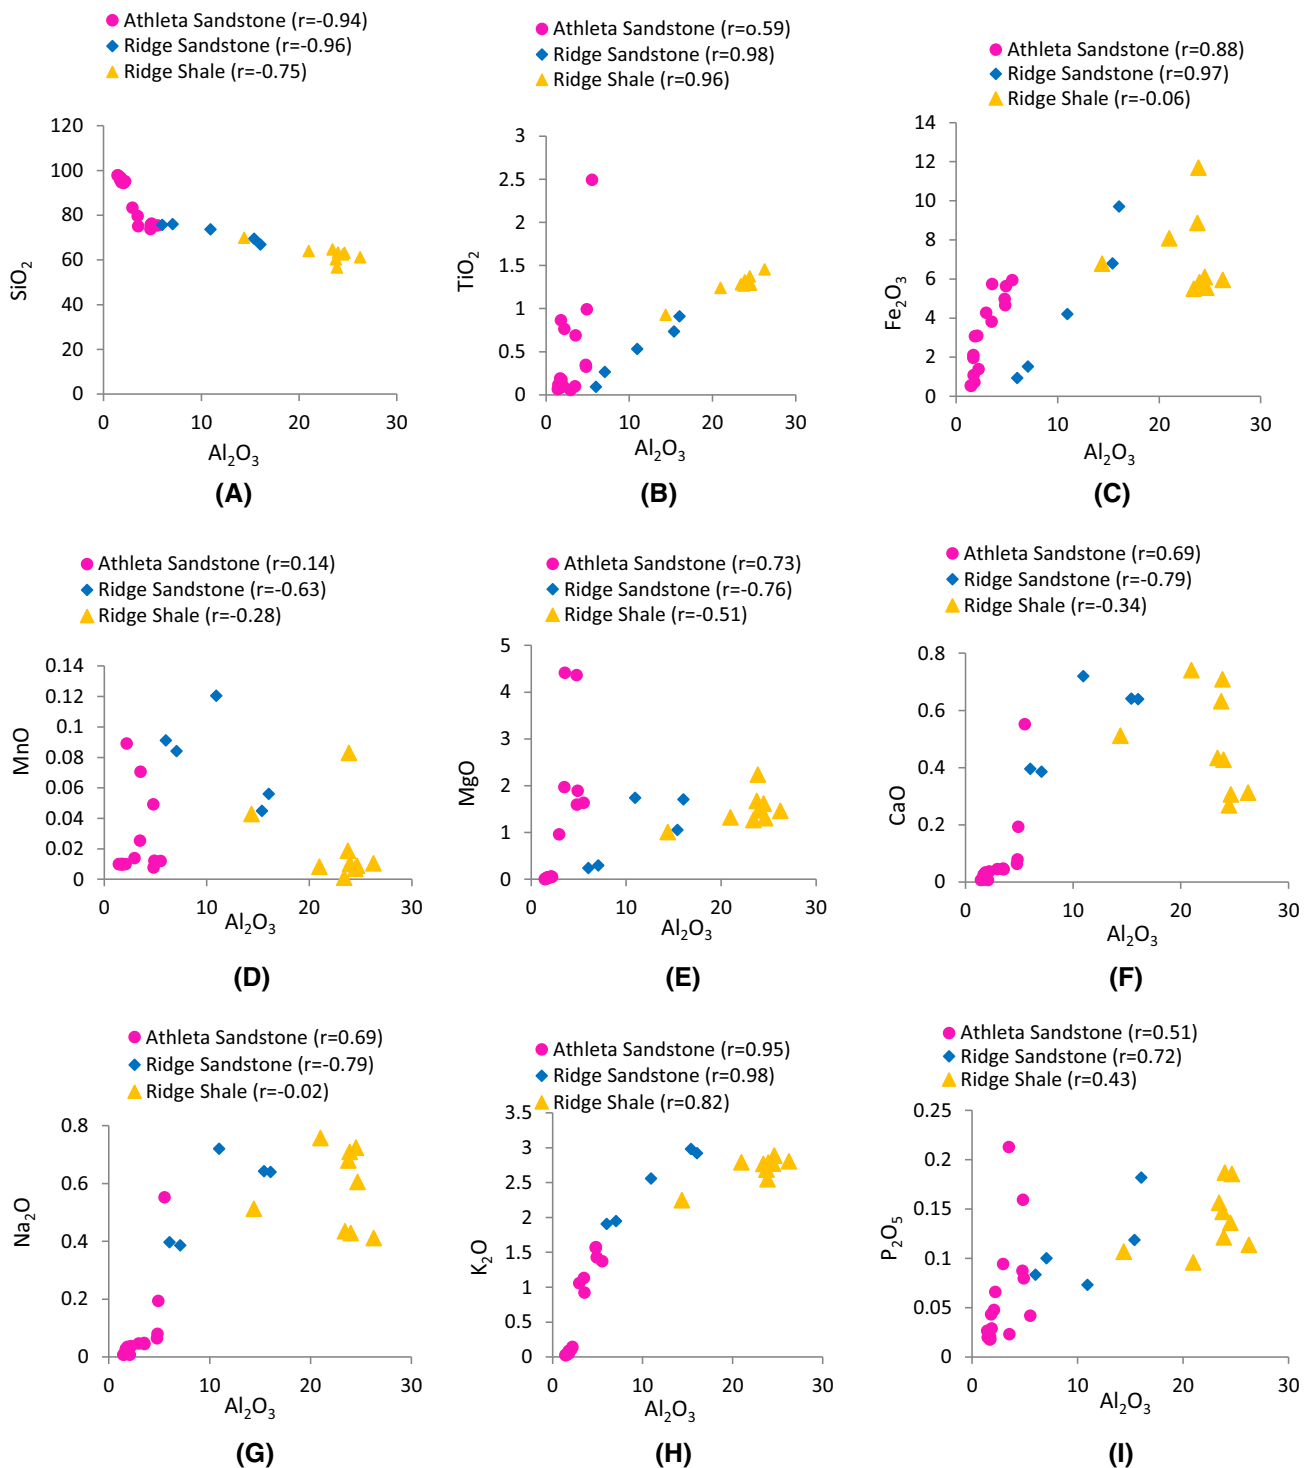 Athleta Sandstone (r=-0.94)
Ridge Sandstone (r=-0.96)
Ridge Shale (r=-0.75)
120
100
80
60
40
20
0
SiO₂
0 10 20 30
Al₂O₃
(A)
Athleta Sandstone (r=o.59)
Ridge Sandstone (r=0.98)
Ridge Shale (r=0.96)
3
2.5
2
1.5
1
0.5
0
TiO₂
0 10 20 30
Al₂O₃
(B)
Athleta Sandstone (r=0.88)
Ridge Sandstone (r=0.97)
Ridge Shale (r=-0.06)
14
12
10
8
6
4
2
0
Fe₂O₃
0 10 20 30
Al₂O₃
(C)
Athleta Sandstone (r=0.14)
Ridge Sandstone (r=-0.63)
Ridge Shale (r=-0.28)
0.14
0.12
0.1
0.08
0.06
0.04
0.02
0
MnO
0 10 20 30
Al₂O₃
(D)
Athleta Sandstone (r=0.73)
Ridge Sandstone (r=-0.76)
Ridge Shale (r=-0.51)
5
4
3
2
1
0
MgO
0 10 20 30
Al₂O₃
(E)
Athleta Sandstone (r=0.69)
Ridge Sandstone (r=-0.79)
Ridge Shale (r=-0.34)
0.8
0.6
0.4
0.2
0
CaO
0 10 20 30
Al₂O₃
(F)
Athleta Sandstone (r=0.69)
Ridge Sandstone (r=-0.79)
Ridge Shale (r=-0.02)
0.8
0.6
0.4
0.2
0
Na₂O
0 10 20 30
Al₂O₃
(G)
Athleta Sandstone (r=0.95)
Ridge Sandstone (r=0.98)
Ridge Shale (r=0.82)
3.5
3
2.5
2
1.5
1
0.5
0
K₂O
0 10 20 30
Al₂O₃
(H)
Athleta Sandstone (r=0.51)
Ridge Sandstone (r=0.72)
Ridge Shale (r=0.43)
0.25
0.2
0.15
0.1
0.05
0
P₂O₅
0 10 20 30
Al₂O₃
(I)